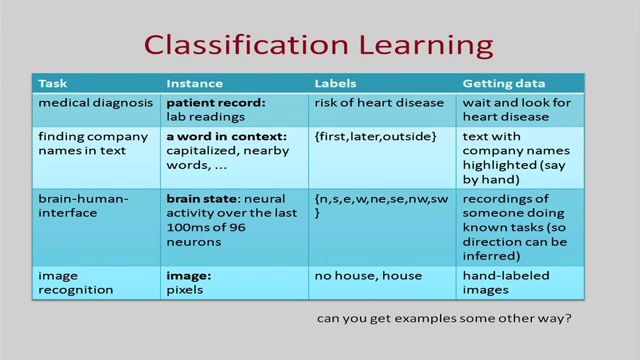 Classification Learning
Task Instance Labels Getting data
medical diagnosis patient record: lab readings risk of heart disease wait and look for heart disease
finding company names in text a word in context: capitalized, nearby words, ... {first,later,outside} text with company names highlighted (say by hand)
brain-human-interface brain state: neural activity over the last 100ms of 96 neurons {n,s,e,w,ne,se,nw,sw} recordings of someone doing known tasks (so direction can be inferred)
image recognition image: pixels no house, house hand-labeled images
can you get examples some other way?